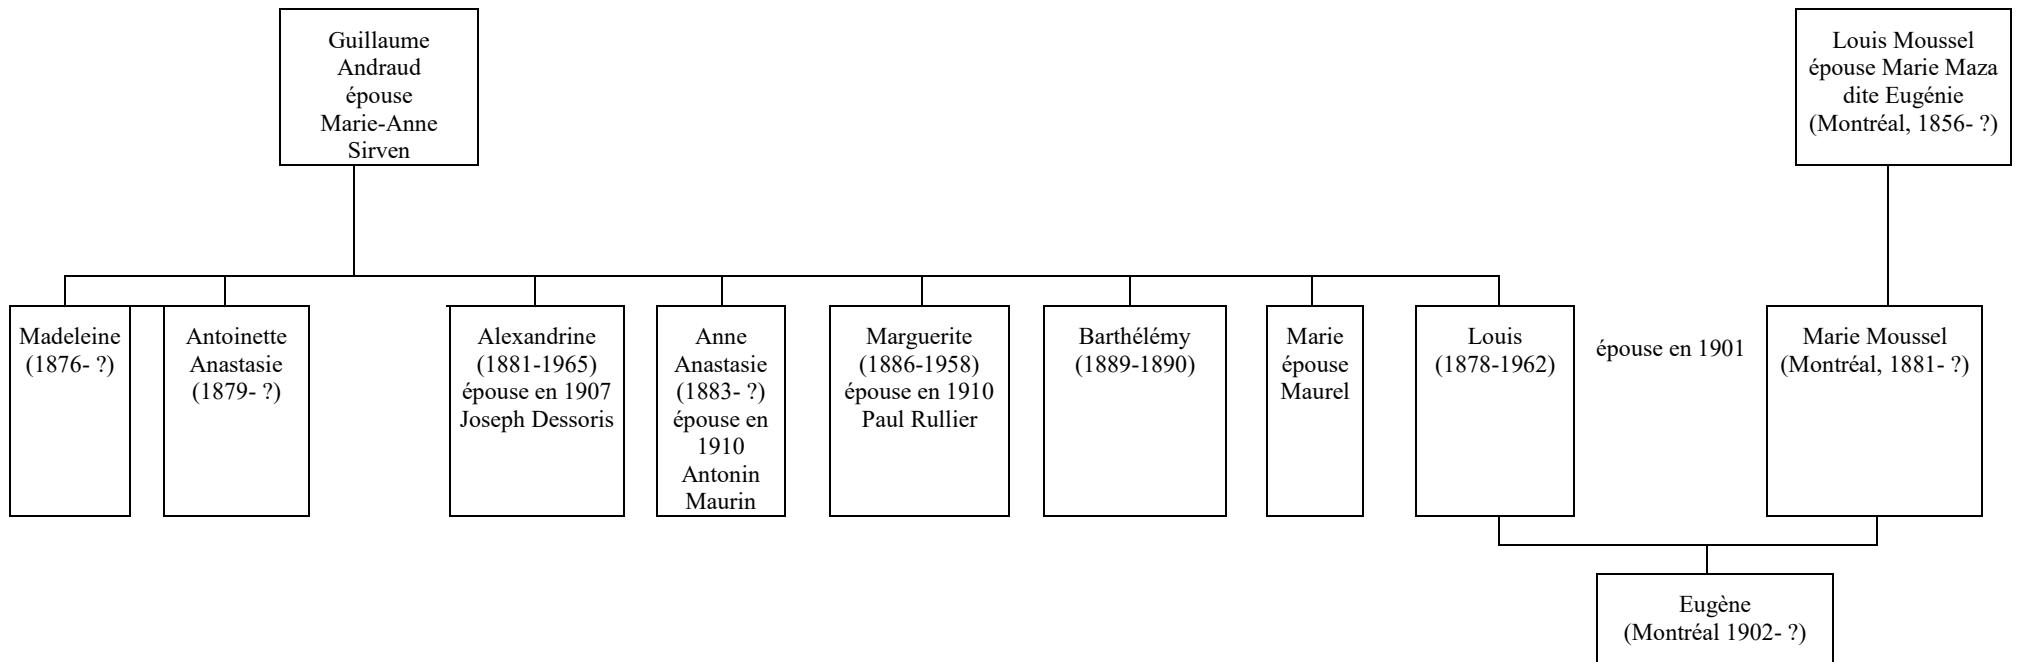 Guillaume
Andraud
épouse
Marie-Anne
Sirven
Louis Moussel
épouse Marie Maza
dite Eugénie
(Montréal, 1856- ?)
Madeleine
(1876- ?)
Antoinette
Anastasie
(1879- ?)
Alexandrine
(1881-1965)
épouse en 1907
Joseph Dessoris
Anne
Anastasie
(1883- ?)
épouse en
1910
Antonin
Maurin
Marguerite
(1886-1958)
épouse en 1910
Paul Rullier
Barthélémy
(1889-1890)
Marie
épouse
Maurel
Louis
(1878-1962)
épouse en 1901
Marie Moussel
(Montréal, 1881- ?)
Eugène
(Montréal 1902- ?)